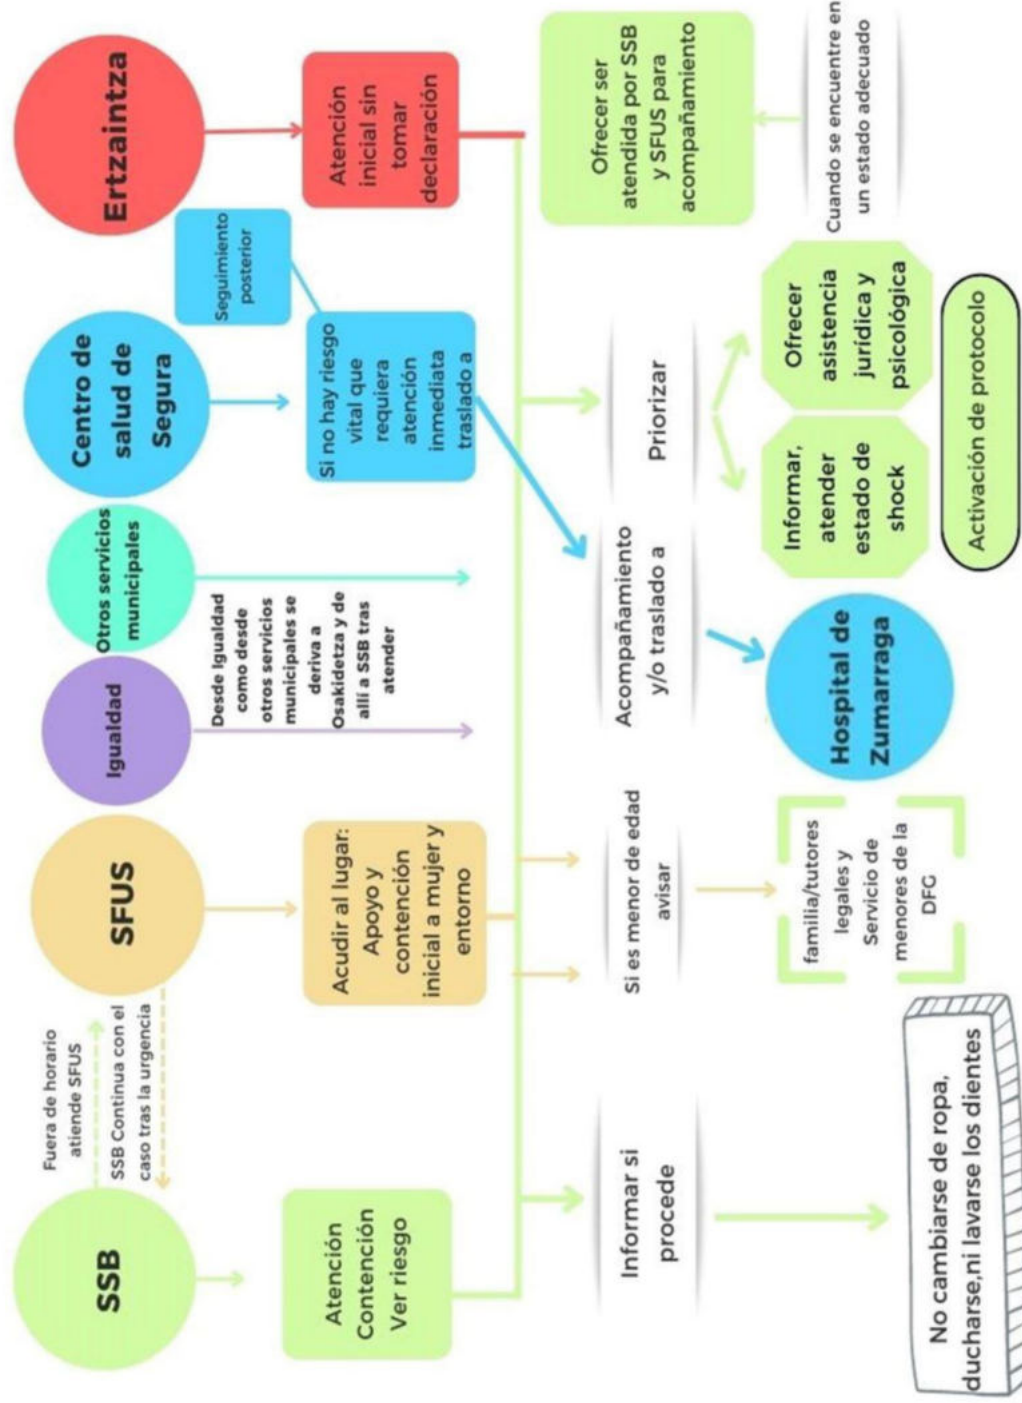 SSB
Fuera de horario
atiende SFUS
SSB Continua con el
caso tras la urgencia
SFUS
Igualdad
Otros servicios
municipales
Centro de
salud de
Segura
Seguimiento
posterior
Ertzaintza
Atención
Contención
Ver riesgo
Acudir al lugar:
Apoyo y
contención
inicial a mujer y
entorno
Desde Igualdad
como desde
otros servicios
municipales se
deriva a
Osakidetza y de
allí a SSB tras
atender
Si no hay riesgo
vital que
requiera
atención
inmediata
traslado a
Atención
inicial sin
tomar
declaración
Informar si
procede
Si es menor de edad
avisar
Acompañamiento
y/o traslado a
Priorizar
Ofrecer ser
atendida por SSB
y SFUS para
acompañamiento
Cuando se encuentre en
un estado adecuado
No cambiarse de ropa,
ducharse,ni lavarse los dientes
familia/tutores
legales y
Servicio de
menores de la
DFG
Hospital de
Zumarraga
Informar,
atender
estado de
shock
Ofrecer
asistencia
jurídica y
psicológica
Activación de protocolo